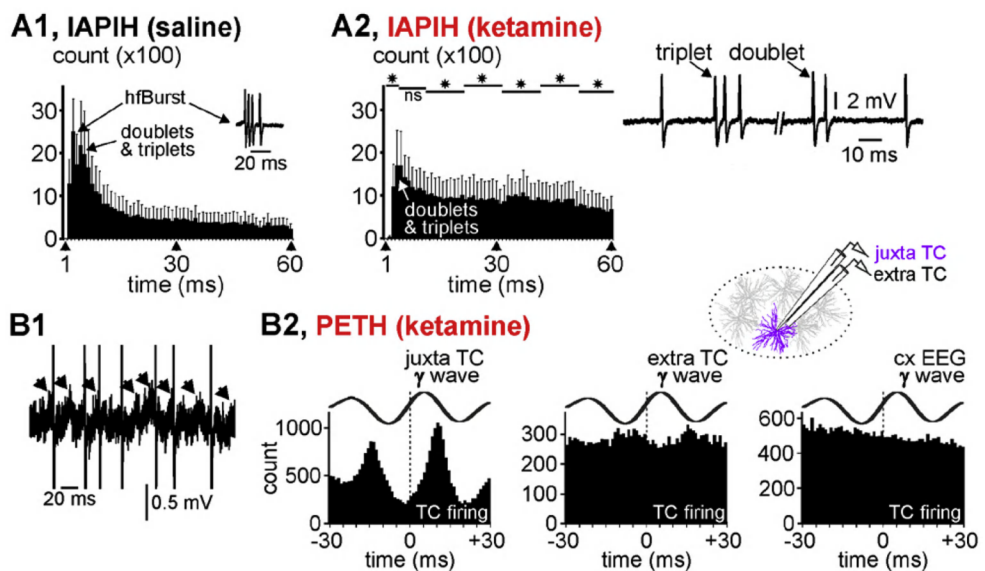 A1, IAPIH (saline)
count (x100)
30
20
10
0
hfBurst
doublets
& triplets
20 ms
1
30
60
time (ms)
A2, IAPIH (ketamine)
count (x100)
30
20
10
0
ns
doublets
& triplets
1
30
60
time (ms)
triplet
doublet
2 mV
10 ms
juxta TC
extra TC
B1
20 ms
0.5 mV
B2, PETH (ketamine)
juxta TC
γ wave
count
1000
500
0
TC firing
-30
0
+30
time (ms)
extra TC
γ wave
300
200
100
0
TC firing
-30
0
+30
time (ms)
cx EEG
γ wave
600
400
200
0
TC firing
-30
0
+30
time (ms)